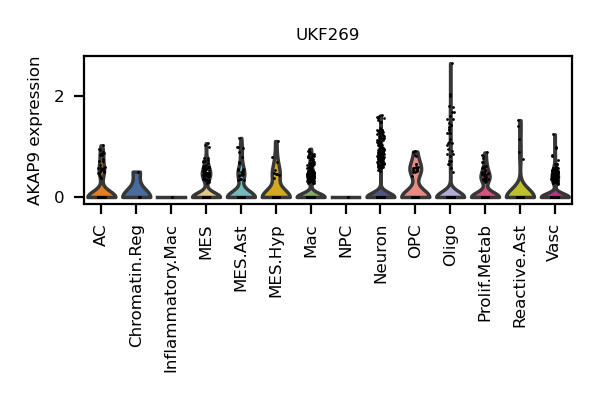 UKF269
AKAP9 expression
2
0
AC
Chromatin.Reg
Inflammatory.Mac
MES
MES.Ast
MES.Hyp
Mac
NPC
Neuron
OPC
Oligo
Prolif.Metab
Reactive.Ast
Vasc